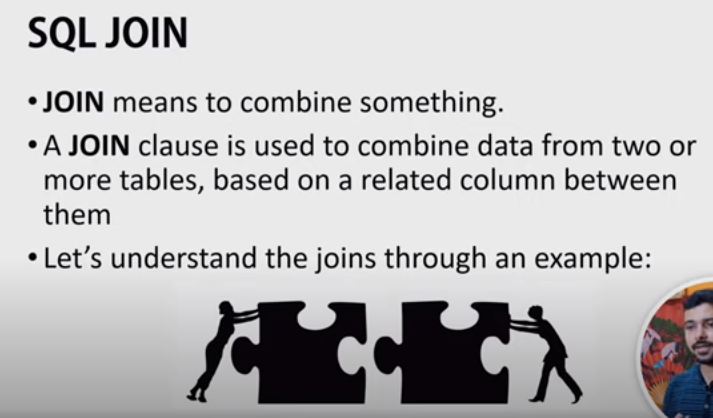 SQL JOIN
• JOIN means to combine something.
• A JOIN clause is used to combine data from two or
more tables, based on a related column between
them
• Let’s understand the joins through an example: